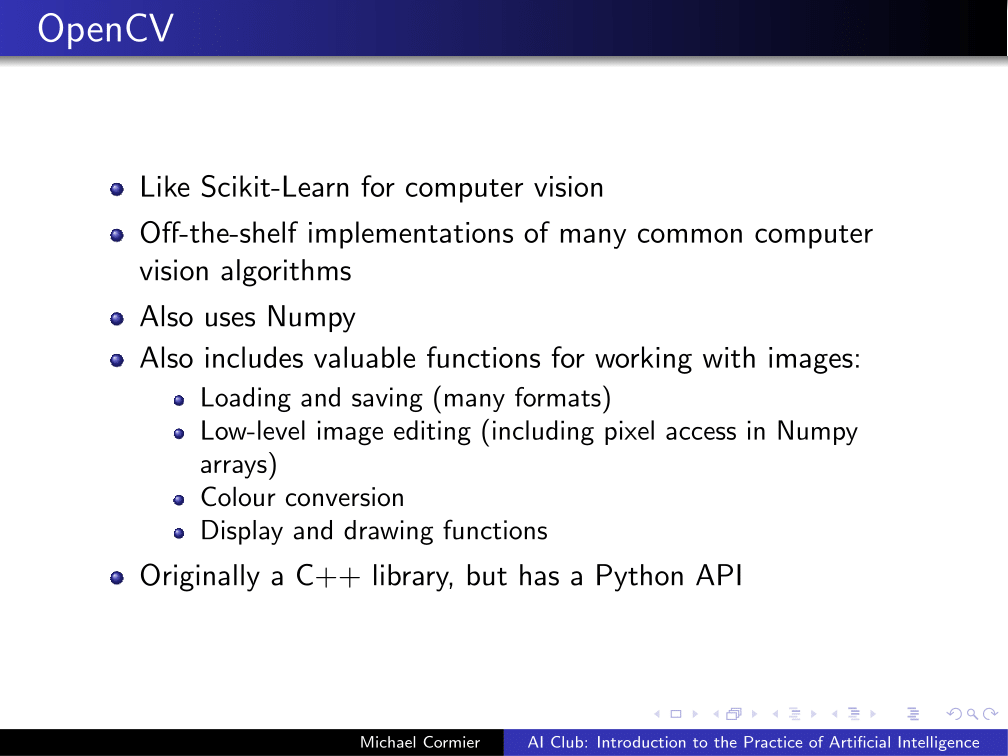 OpenCV
Like Scikit-Learn for computer vision
Off-the-shelf implementations of many common computer
vision algorithms
Also uses Numpy
Also includes valuable functions for working with images:
Loading and saving (many formats)
Low-level image editing (including pixel access in Numpy
arrays)
Colour conversion
Display and drawing functions
Originally a C++ library, but has a Python API
Michael Cormier
AI Club: Introduction to the Practice of Artificial Intelligence